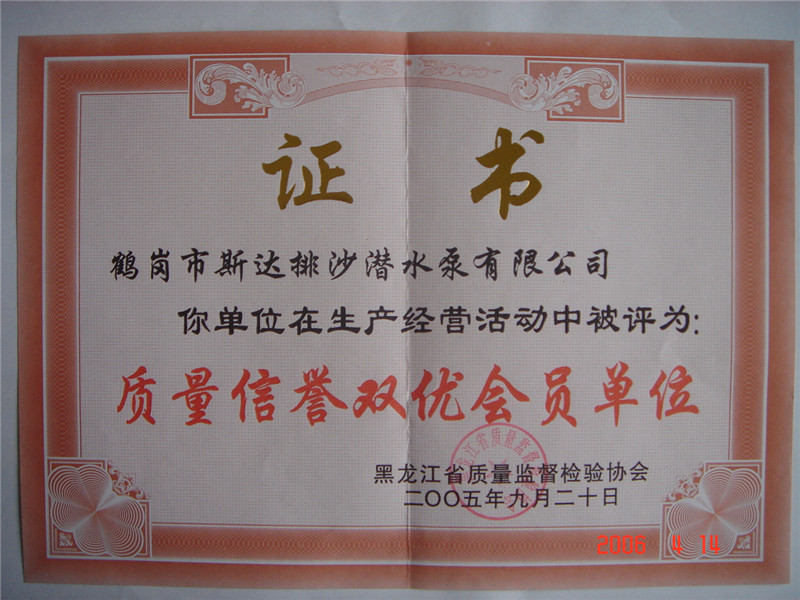 证书
鹤岗市斯达排沙潜水泵有限公司
你单位在生产经营活动中被评为:
质量信誉双优会员单位
黑龙江省质量监督检验协会
二〇〇五年九月二十日
2006 4 14